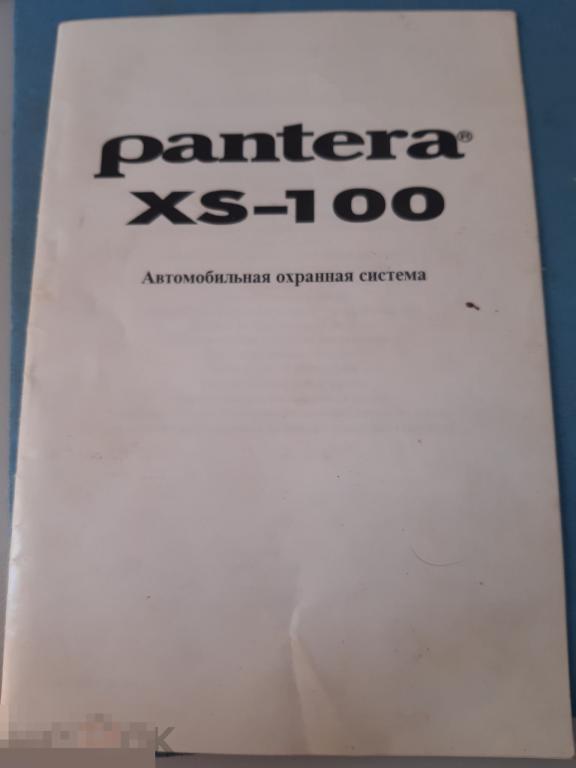 pantera®
XS-100
Автомобильная охранная система